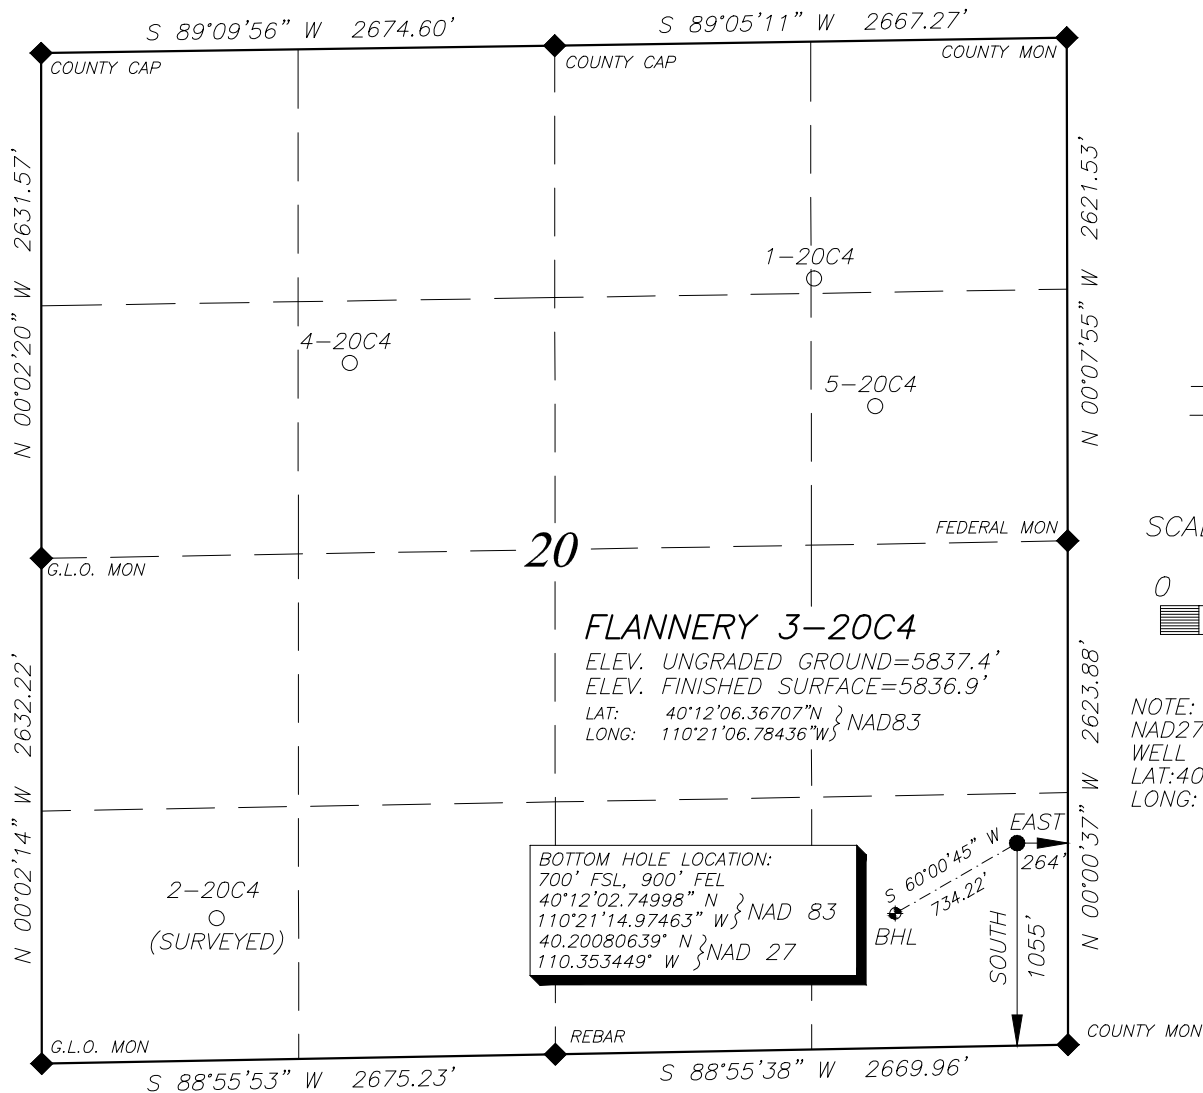 S 89°09'56" W 2674.60'
S 89°05'11" W 2667.27'
COUNTY CAP
COUNTY CAP
COUNTY MON
N 00°02'20" W 2631.57'
N 00°07'55" W 2621.53'
1-20C4
4-20C4
5-20C4
G.L.O. MON
20
FEDERAL MON
SCAL
0
FLANNERY 3-20C4
ELEV. UNGRADED GROUND=5837.4'
ELEV. FINISHED SURFACE=5836.9'
LAT: 40°12'06.36707"N
LONG: 110°21'06.78436"W
} NAD83
NOTE:
NAD27
WELL
LAT:40
LONG:
N 00°02'14" W 2632.22'
N 00°00'37" W 2623.88'
EAST
264'
S 60°00'45" W
734.22'
BHL
SOUTH
1055'
BOTTOM HOLE LOCATION:
700' FSL, 900' FEL
40°12'02.74998" N
110°21'14.97463" W
} NAD 83
40.20080639° N
110.353449° W
} NAD 27
2-20C4
(SURVEYED)
G.L.O. MON
REBAR
COUNTY MON
S 88°55'53" W 2675.23'
S 88°55'38" W 2669.96'